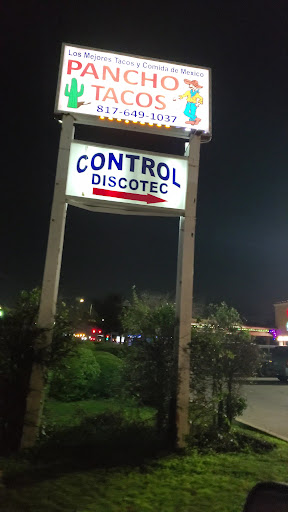 Los Mejores Tacos y Comida de Mexico
PANCHO
TACOS
817-649-1037
CONTROL
DISCOTEC